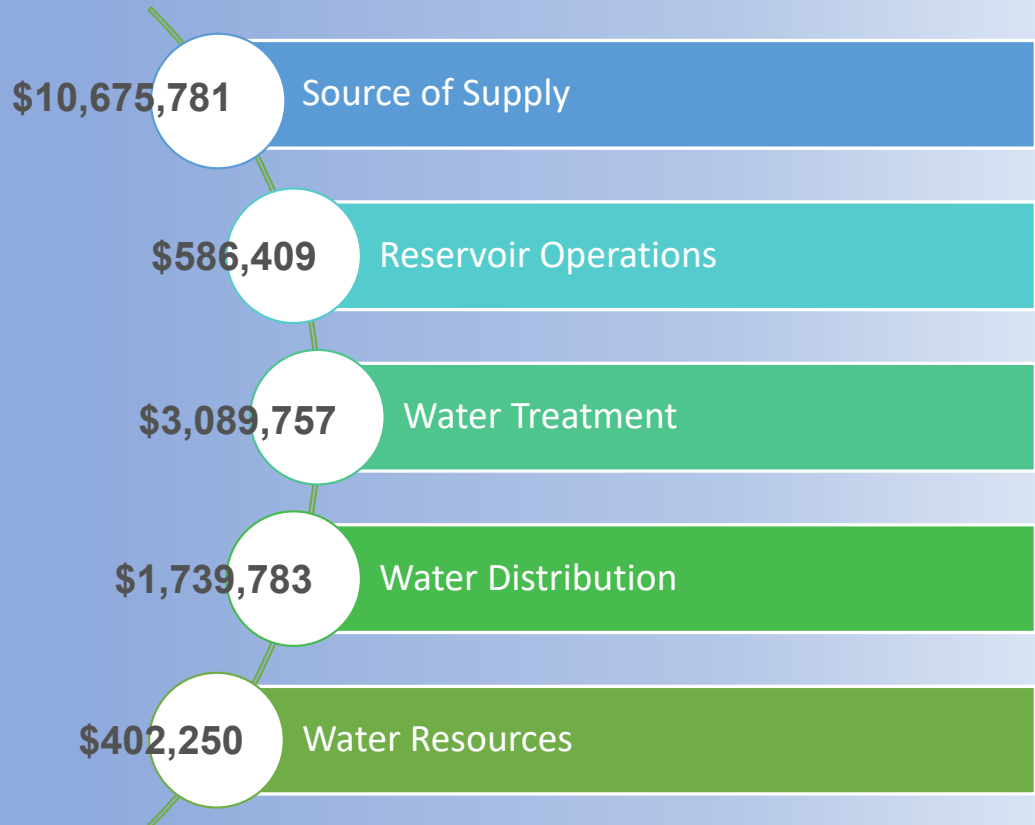 $10,675,781 Source of Supply
$586,409 Reservoir Operations
$3,089,757 Water Treatment
$1,739,783 Water Distribution
$402,250 Water Resources